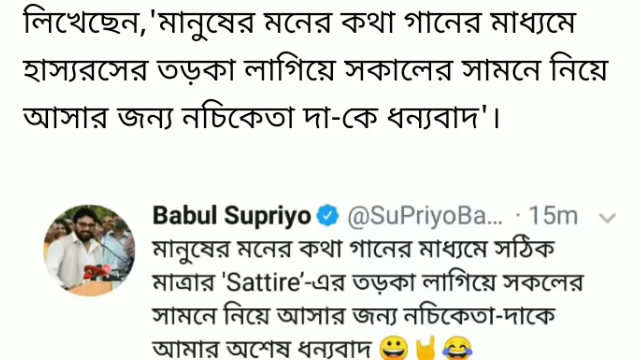 লিখেছেন,'মানুষের মনের কথা গানের মাধ্যমে
হাস্যরসের তড়কা লাগিয়ে সকালের সামনে নিয়ে
আসার জন্য নচিকেতা দা-কে ধন্যবাদ'।
Babul Supriyo @SuPriyoBa... · 15m
মানুষের মনের কথা গানের মাধ্যমে সঠিক
মাত্রার 'Sattire'-এর তড়কা লাগিয়ে সকলের
সামনে নিয়ে আসার জন্য নচিকেতা-দাকে
আমার অশেষ ধন্যবাদ 😀🤘😂